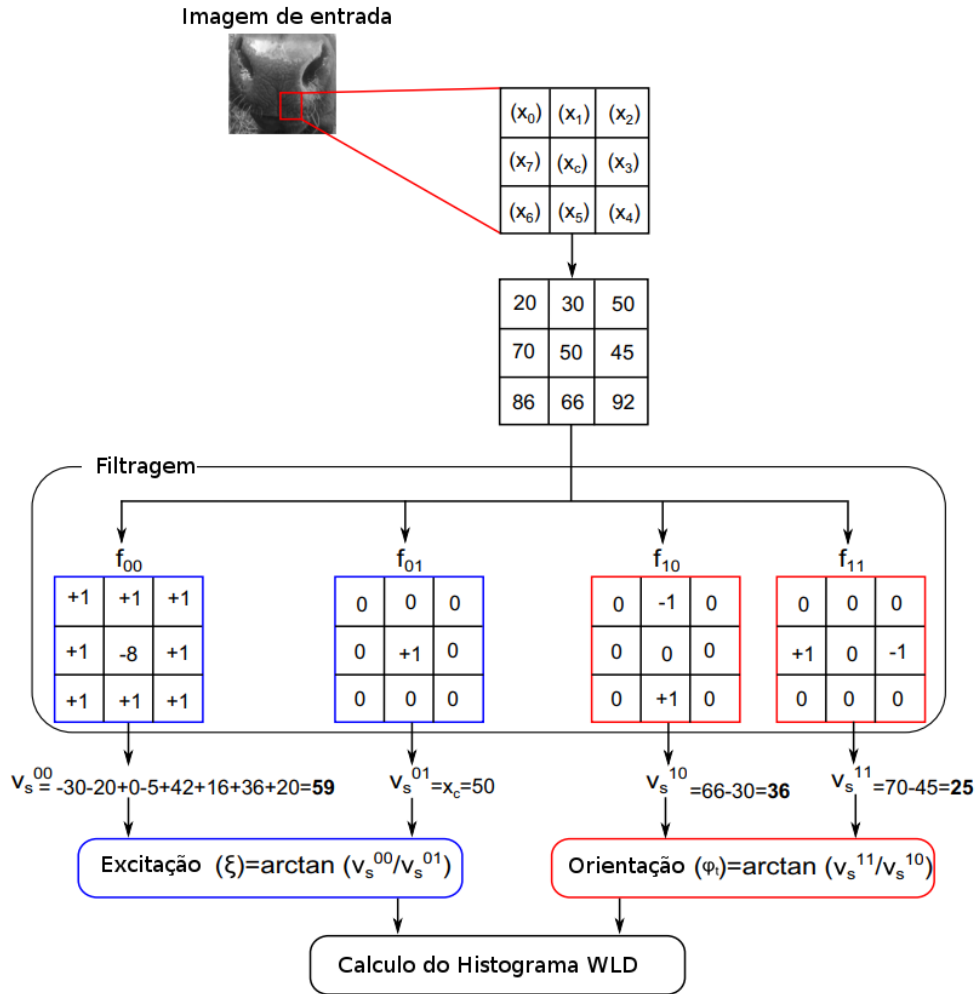 Imagem de entrada
(x0) (x1) (x2)
(x7) (xc) (x3)
(x6) (x5) (x4)
20 30 50
70 50 45
86 66 92
Filtragem
f00 f01 f10 f11
+1 +1 +1 0 0 0 0 -1 0 0 0 0
+1 -8 +1 0 +1 0 0 0 0 +1 0 -1
+1 +1 +1 0 0 0 0 +1 0 0 0 0
vs00= -30-20+0-5+42+16+36+20=59 vs01=xc=50 vs10=66-30=36 vs11=70-45=25
Excitação (ξ)=arctan (vs00/vs01) Orientação (φt)=arctan (vs11/vs10)
Calculo do Histograma WLD